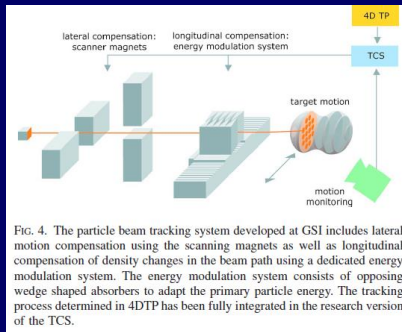 4D TP
lateral compensation:
scanner magnets
longitudinal compensation:
energy modulation system
TCS
target motion
motion
monitoring
FIG. 4. The particle beam tracking system developed at GSI includes lateral
motion compensation using the scanning magnets as well as longitudinal
compensation of density changes in the beam path using a dedicated energy
modulation system. The energy modulation system consists of opposing
wedge shaped absorbers to adapt the primary particle energy. The tracking
process determined in 4DTP has been fully integrated in the research version
of the TCS.